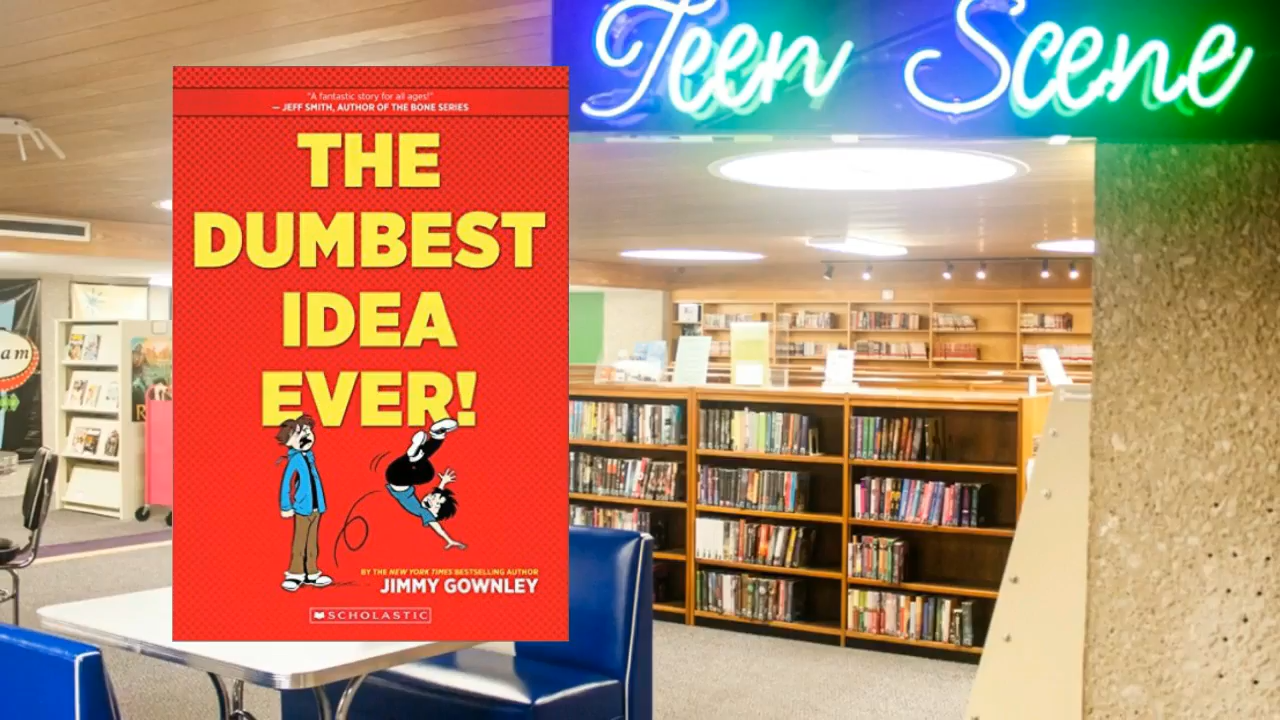 Teen Scene
"A fantastic story for all ages!"
— JEFF SMITH, AUTHOR OF THE BONE SERIES
THE
DUMBEST
IDEA
EVER!
BY THE NEW YORK TIMES BESTSELLING AUTHOR
JIMMY GOWNLEY
SCHOLASTIC
am
R